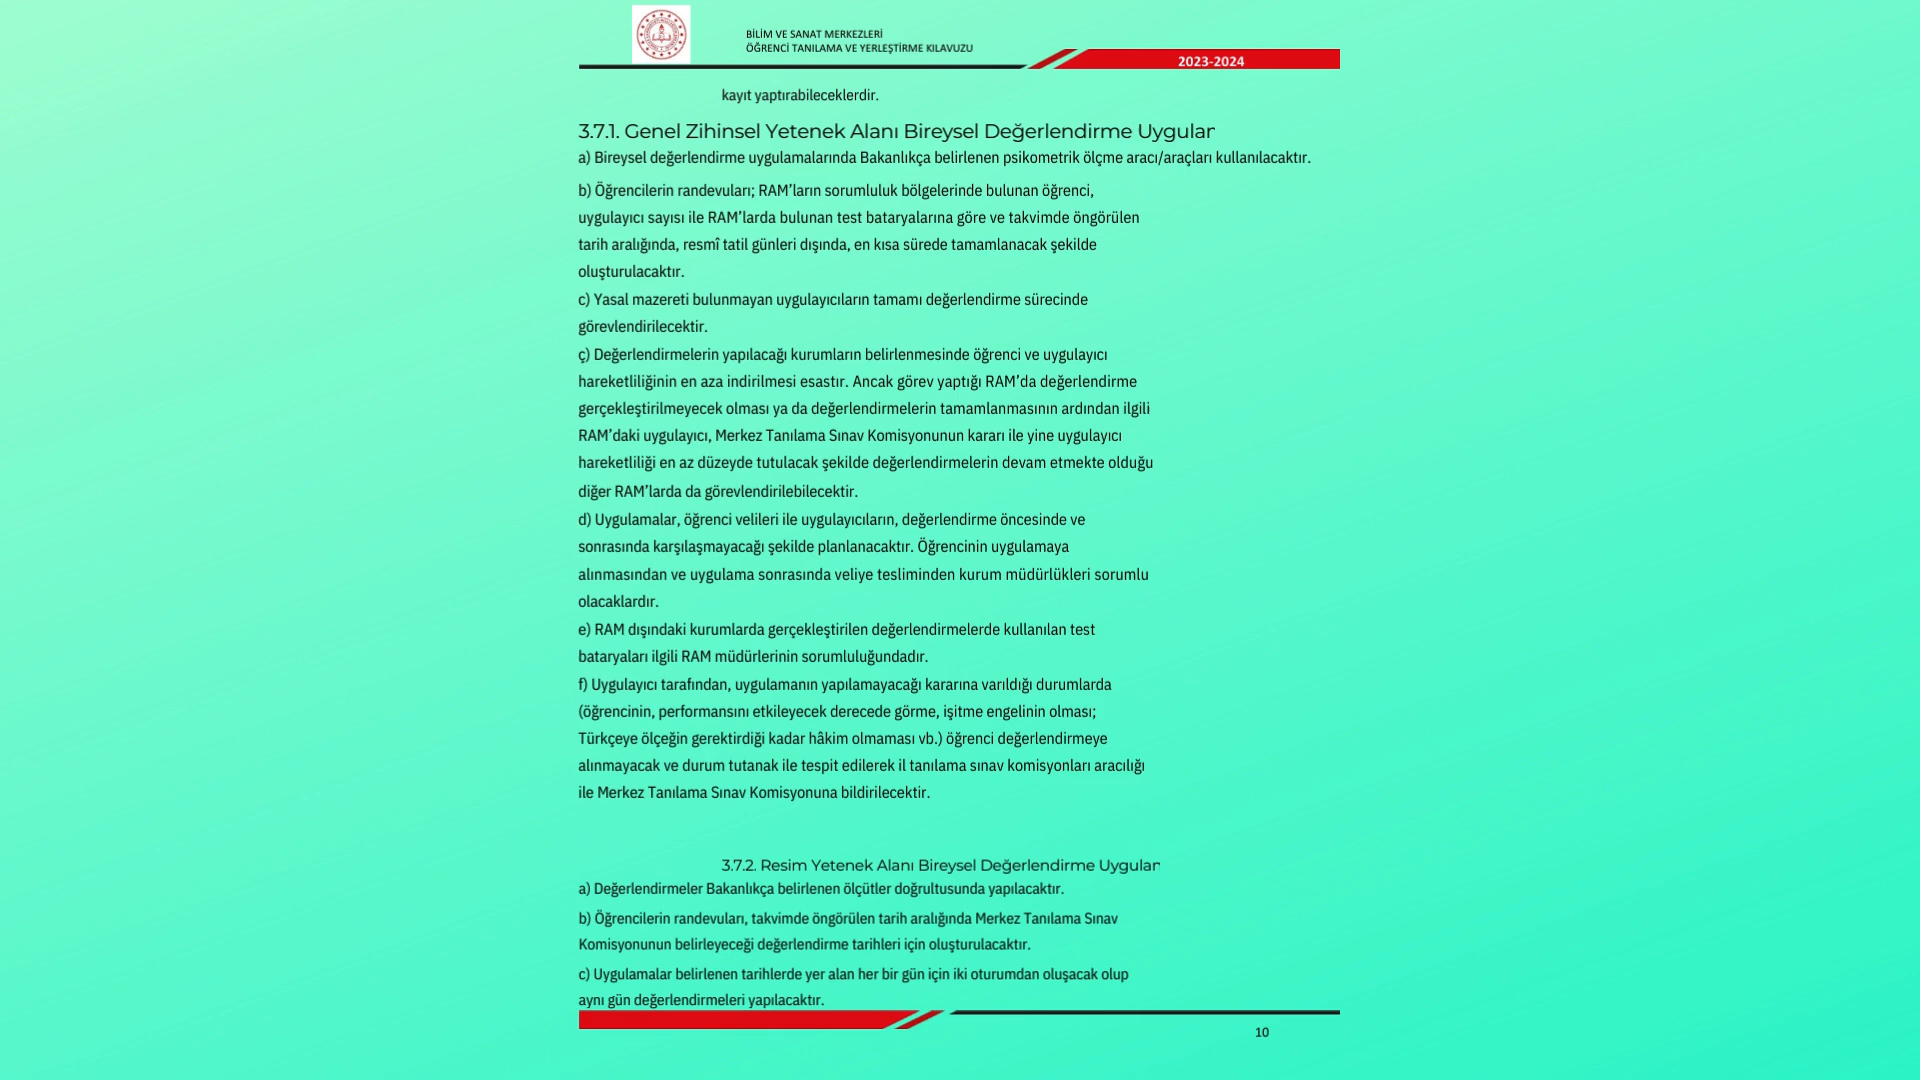 BİLİM VE SANAT MERKEZLERİ
ÖĞRENCİ TANILAMA VE YERLEŞTİRME KILAVUZU
2023-2024
kayıt yaptırabileceklerdir.
3.7.1. Genel Zihinsel Yetenek Alanı Bireysel Değerlendirme Uygular
a) Bireysel değerlendirme uygulamalarında Bakanlıkça belirlenen psikometrik ölçme aracı/araçları kullanılacaktır.
b) Öğrencilerin randevuları; RAM’ların sorumluluk bölgelerinde bulunan öğrenci,
uygulayıcı sayısı ile RAM’larda bulunan test bataryalarına göre ve takvimde öngörülen
tarih aralığında, resmî tatil günleri dışında, en kısa sürede tamamlanacak şekilde
oluşturulacaktır.
c) Yasal mazereti bulunmayan uygulayıcıların tamamı değerlendirme sürecinde
görevlendirilecektir.
ç) Değerlendirmelerin yapılacağı kurumların belirlenmesinde öğrenci ve uygulayıcı
hareketliliğinin en aza indirilmesi esastır. Ancak görev yaptığı RAM’da değerlendirme
gerçekleştirilmeyecek olması ya da değerlendirmelerin tamamlanmasının ardından ilgili
RAM’daki uygulayıcı, Merkez Tanılama Sınav Komisyonunun kararı ile yine uygulayıcı
hareketliliği en az düzeyde tutulacak şekilde değerlendirmelerin devam etmekte olduğu
diğer RAM’larda da görevlendirilebilecektir.
d) Uygulamalar, öğrenci velileri ile uygulayıcıların, değerlendirme öncesinde ve
sonrasında karşılaşmayacağı şekilde planlanacaktır. Öğrencinin uygulamaya
alınmasından ve uygulama sonrasında veliye tesliminden kurum müdürlükleri sorumlu
olacaklardır.
e) RAM dışındaki kurumlarda gerçekleştirilen değerlendirmelerde kullanılan test
bataryaları ilgili RAM müdürlerinin sorumluluğundadır.
f) Uygulayıcı tarafından, uygulamanın yapılamayacağı kararına varıldığı durumlarda
(öğrencinin, performansını etkileyecek derecede görme, işitme engelinin olması;
Türkçeye ölçeğin gerektirdiği kadar hâkim olmaması vb.) öğrenci değerlendirmeye
alınmayacak ve durum tutanak ile tespit edilerek il tanılama sınav komisyonları aracılığı
ile Merkez Tanılama Sınav Komisyonuna bildirilecektir.
3.7.2. Resim Yetenek Alanı Bireysel Değerlendirme Uygular
a) Değerlendirmeler Bakanlıkça belirlenen ölçütler doğrultusunda yapılacaktır.
b) Öğrencilerin randevuları, takvimde öngörülen tarih aralığında Merkez Tanılama Sınav
Komisyonunun belirleyeceği değerlendirme tarihleri için oluşturulacaktır.
c) Uygulamalar belirlenen tarihlerde yer alan her bir gün için iki oturumdan oluşacak olup
aynı gün değerlendirmeleri yapılacaktır.
10